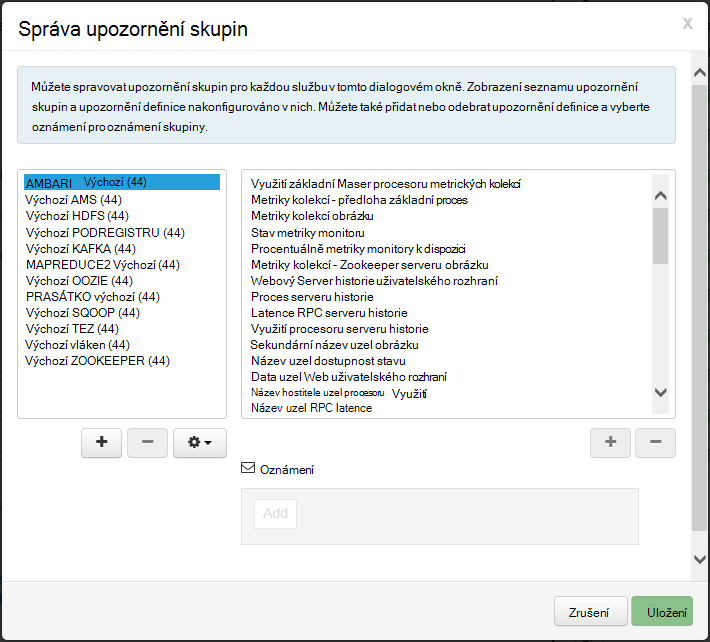 Správa upozornění skupin
x
Můžete spravovat upozornění skupin pro každou službu v tomto dialogovém okně. Zobrazení seznamu upozornění
skupin a upozornění definice nakonfigurováno v nich. Můžete také přidat nebo odebrat upozornění definice a vyberte
oznámení pro oznámení skupiny.
AMBARI Výchozí (44)
Výchozí AMS (44)
Výchozí HDFS (44)
Výchozí PODREGISTRU (44)
Výchozí KAFKA (44)
MAPREDUCE2 Výchozí (44)
Výchozí OOZIE (44)
PRASÁTKO výchozí (44)
Výchozí SQOOP (44)
Výchozí TEZ (44)
Výchozí vláken (44)
Výchozí ZOOKEEPER (44)
Využití základní Maser procesoru metrických kolekcí
Metriky kolekcí - předloha základní proces
Metriky kolekcí obrázku
Stav metriky monitoru
Procentuálně metriky monitory k dispozici
Metriky kolekcí - Zookeeper serveru obrázku
Webový Server historie uživatelského rozhraní
Proces serveru historie
Latence RPC serveru historie
Využití procesoru serveru historie
Sekundární název uzel obrázku
Název uzel dostupnost stavu
Data uzel Web uživatelského rozhraní
Název hostitele uzel procesoru Využití
Název uzel RPC latence
Oznámení
Add
Zrušení
Uložení